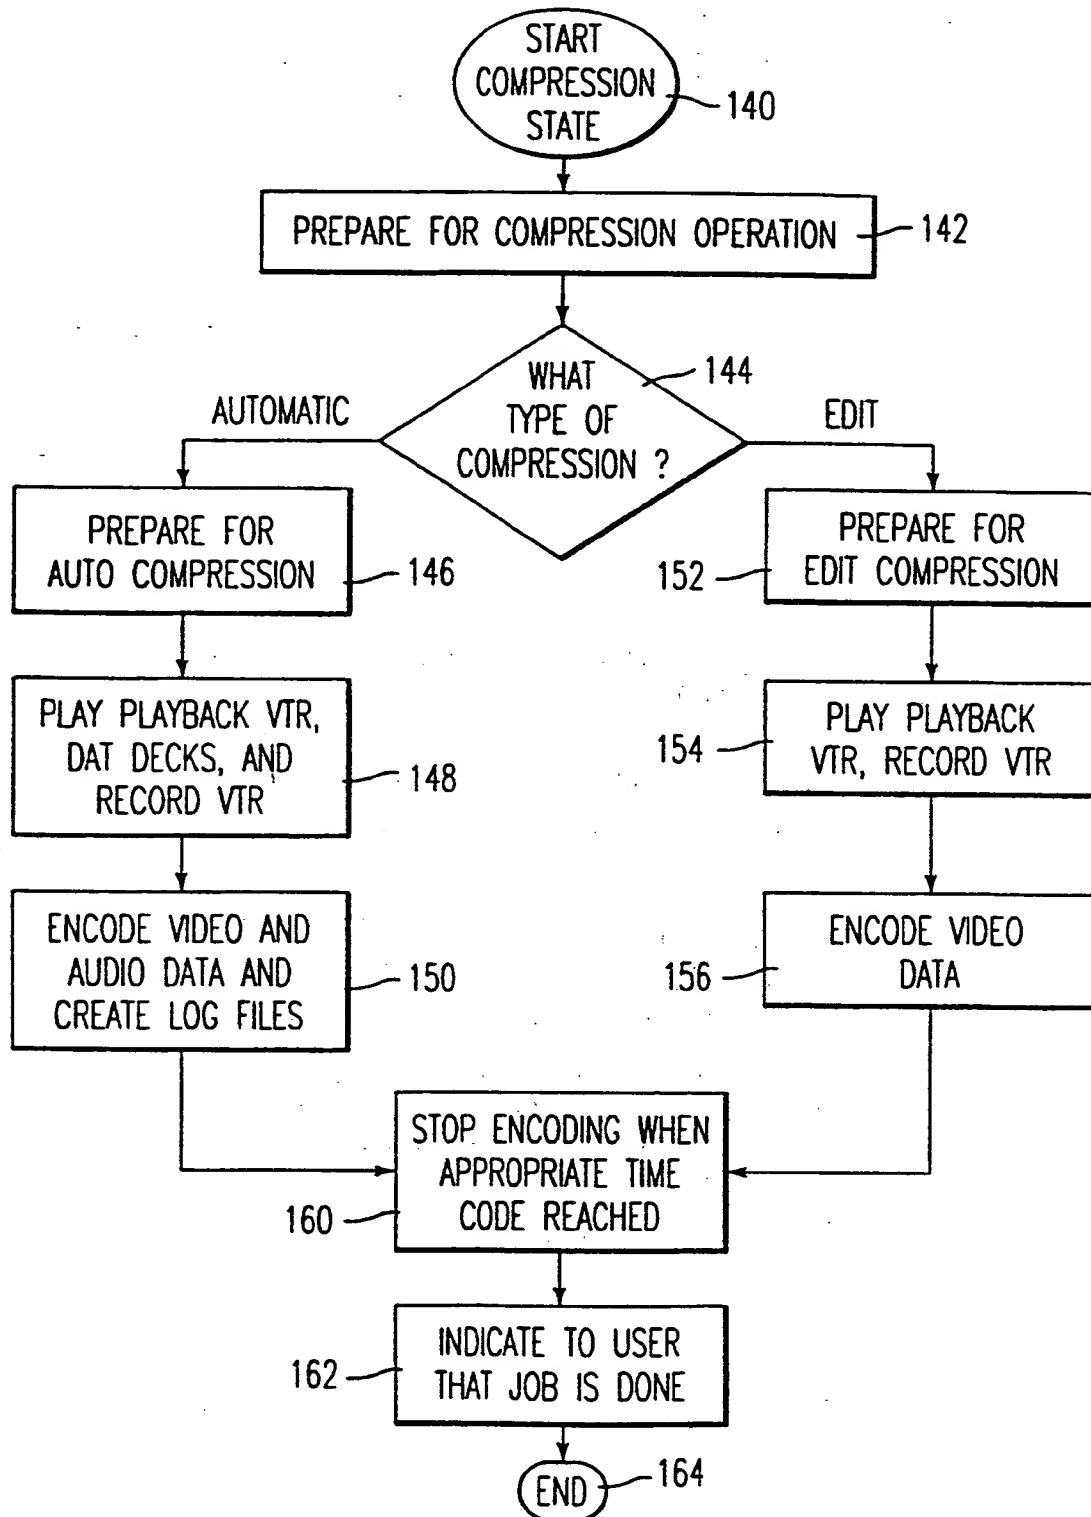 START
COMPRESSION
STATE
140
PREPARE FOR COMPRESSION OPERATION
142
WHAT
TYPE OF
COMPRESSION ?
144
AUTOMATIC
EDIT
PREPARE FOR
AUTO COMPRESSION
146
PREPARE FOR
EDIT COMPRESSION
152
PLAY PLAYBACK VTR,
DAT DECKS, AND
RECORD VTR
148
PLAY PLAYBACK
VTR, RECORD VTR
154
ENCODE VIDEO AND
AUDIO DATA AND
CREATE LOG FILES
150
ENCODE VIDEO
DATA
156
STOP ENCODING WHEN
APPROPRIATE TIME
CODE REACHED
160
INDICATE TO USER
THAT JOB IS DONE
162
END
164